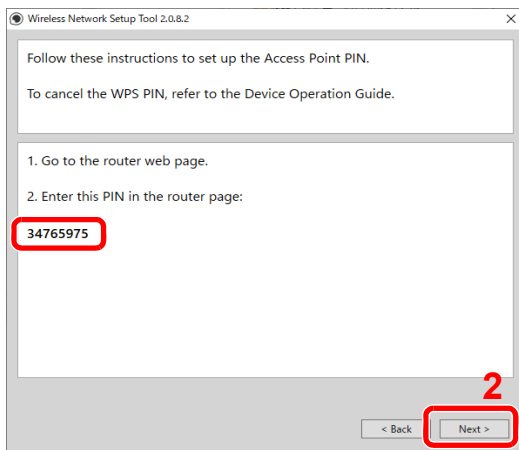 Wireless Network Setup Tool 2.0.8.2
Follow these instructions to set up the Access Point PIN.
To cancel the WPS PIN, refer to the Device Operation Guide.
1. Go to the router web page.
2. Enter this PIN in the router page:
34765975
2
< Back
Next >